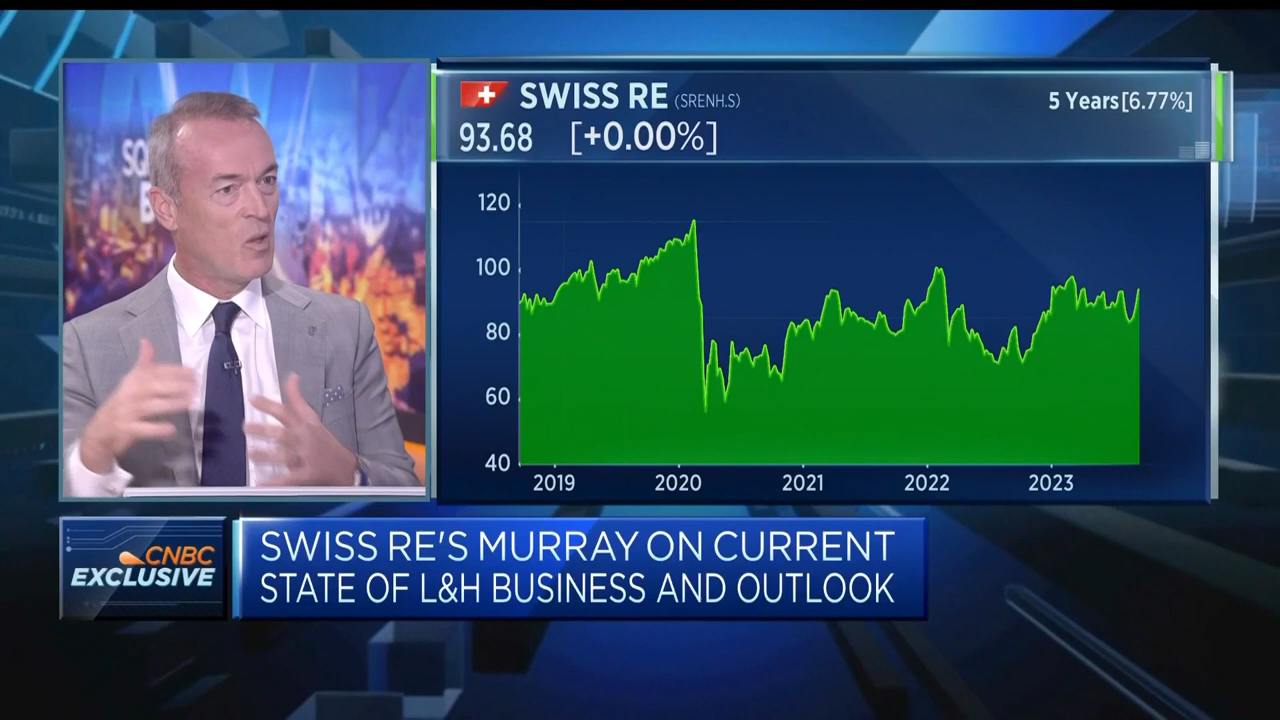 SWISS RE (SRENH.S)
5 Years[6.77%]
93.68 [+0.00%]
120
100
80
60
40
2019 2020 2021 2022 2023
CNBC
EXCLUSIVE
SWISS RE'S MURRAY ON CURRENT
STATE OF L&H BUSINESS AND OUTLOOK